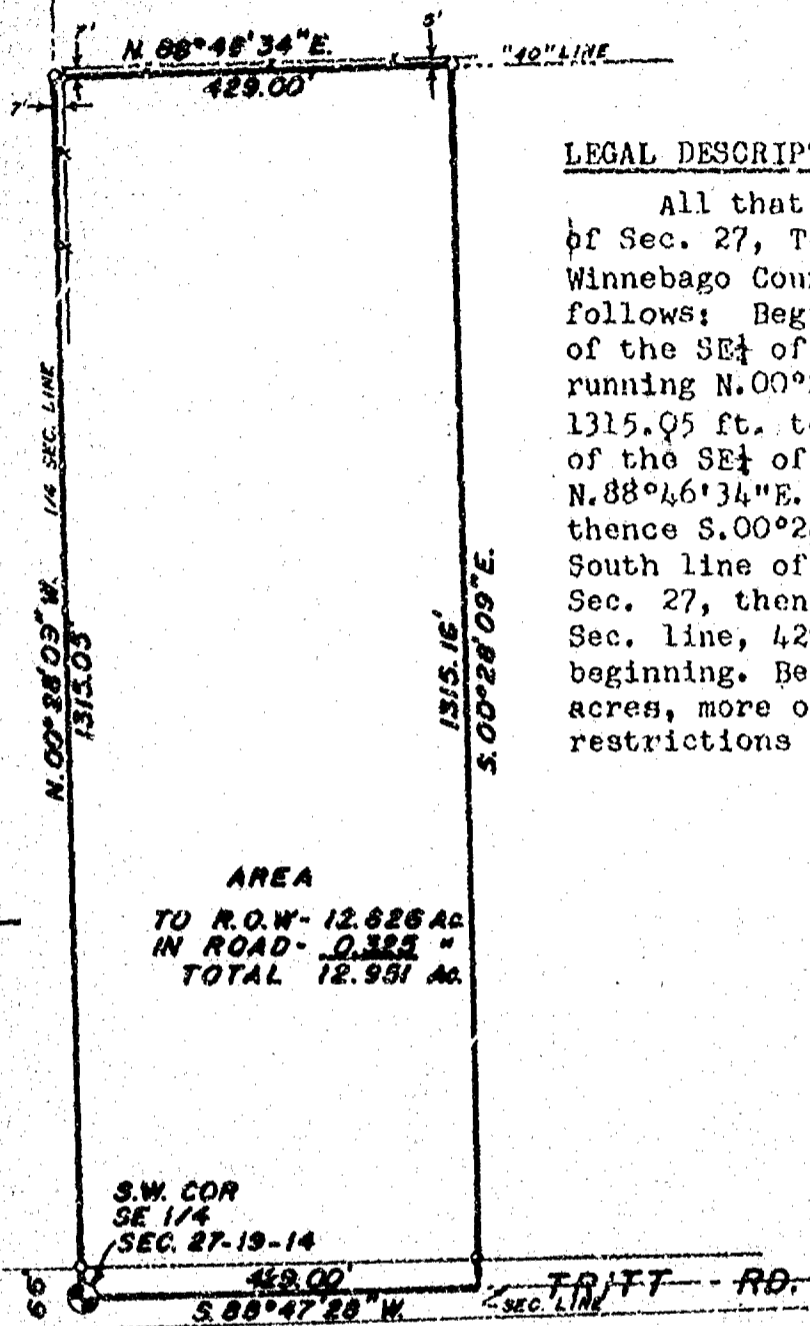 7'
N. 88°46'34"E.
5'
"40" LINE
429.00'
7'
LEGAL DESCRIP
All that
of Sec. 27, T
Winnebago Cou
follows: Beg
of the SE¼ of
running N.00°
1315.05 ft. t
of the SE¼ of
N.88°46'34"E.
thence S.00°2
South line of
Sec. 27, then
Sec. line, 42
beginning. Be
acres, more o
restrictions
1/4 SEC. LINE
N. 00°28'09" W.
1315.05'
1315.16'
S. 00°28'09" E.
AREA
TO R.O.W- 12.626 Ac
IN ROAD- 0.325 "
TOTAL 12.951 Ac.
S.W. COR
SE 1/4
SEC. 27-19-14
66'
429.00'
S. 88°47'28" W.
SEC. LINE
TRITT - RD.